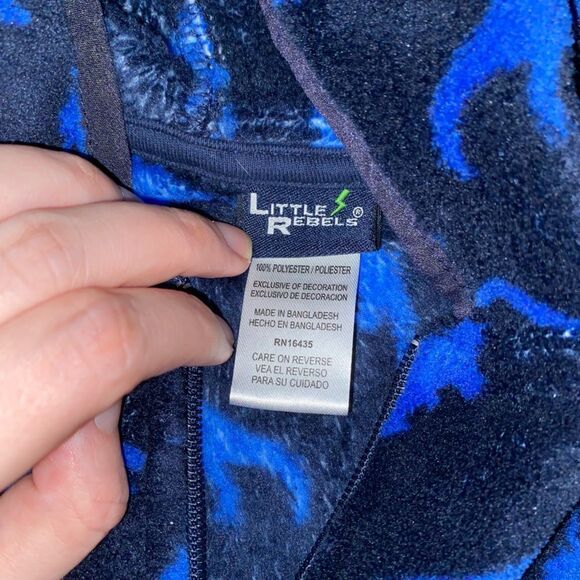 LITTLE
REBELS®
100% POLYESTER / POLIESTER
EXCLUSIVE OF DECORATION
EXCLUSIVO DE DECORACION
MADE IN BANGLADESH
HECHO EN BANGLADESH
RN16435
CARE ON REVERSE
VEA EL REVERSO
PARA SU CUIDADO